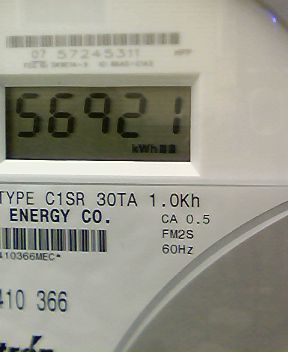 07 57245311
56921
kWh
TYPE C1SR 30TA 1.0Kh
ENERGY CO.
CA 0.5
FM2S
60Hz
410366MEC*
410 366